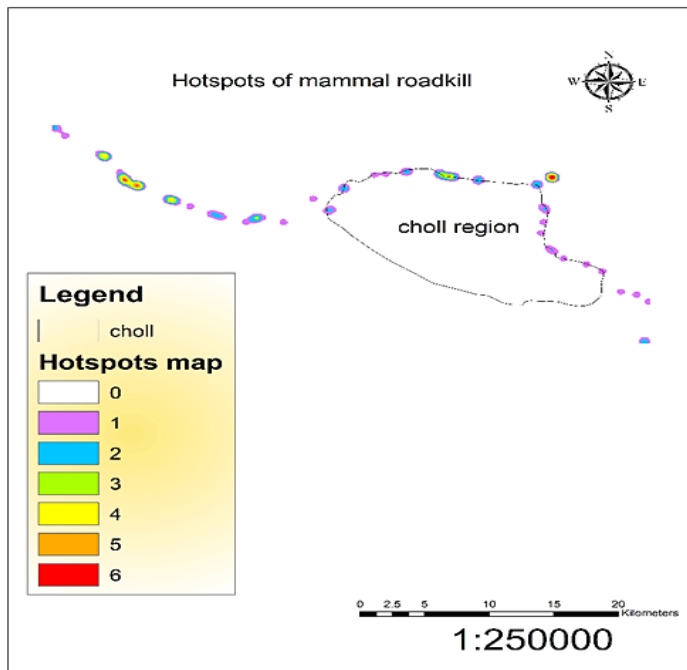 Hotspots of mammal roadkill
N
W E
S
choll region
Legend
choll
Hotspots map
0
1
2
3
4
5
6
0 2.5 5 10 15 20
Kilometers
1:250000